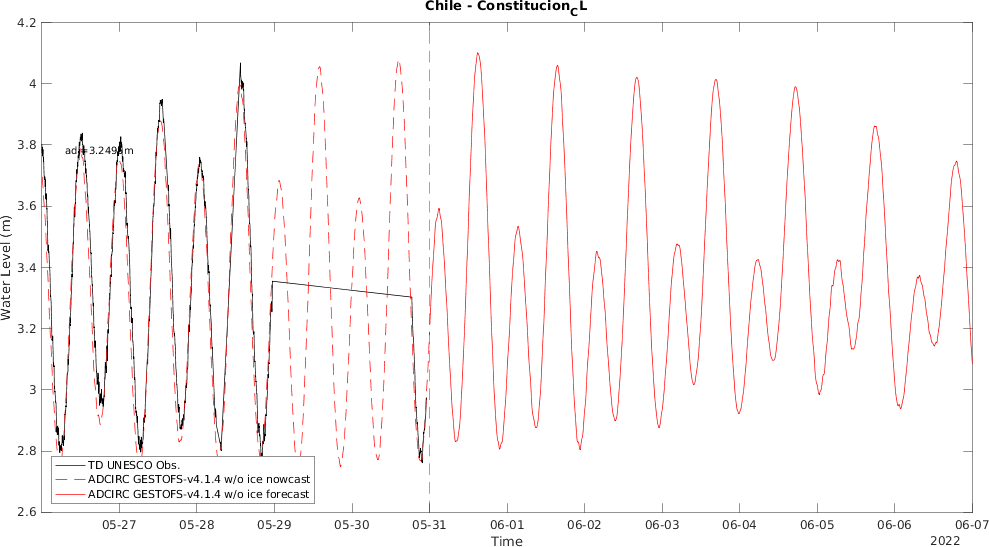 Chile - Constitucion_CL
4.2
4
3.8
3.6
3.4
3.2
3
2.8
2.6
Water Level (m)
TD UNESCO Obs.
ADCIRC GESTOFS-v4.1.4 w/o ice nowcast
ADCIRC GESTOFS-v4.1.4 w/o ice forecast
05-27 05-28 05-29 05-30 05-31 06-01 06-02 06-03 06-04 06-05 06-06 06-07
Time
2022